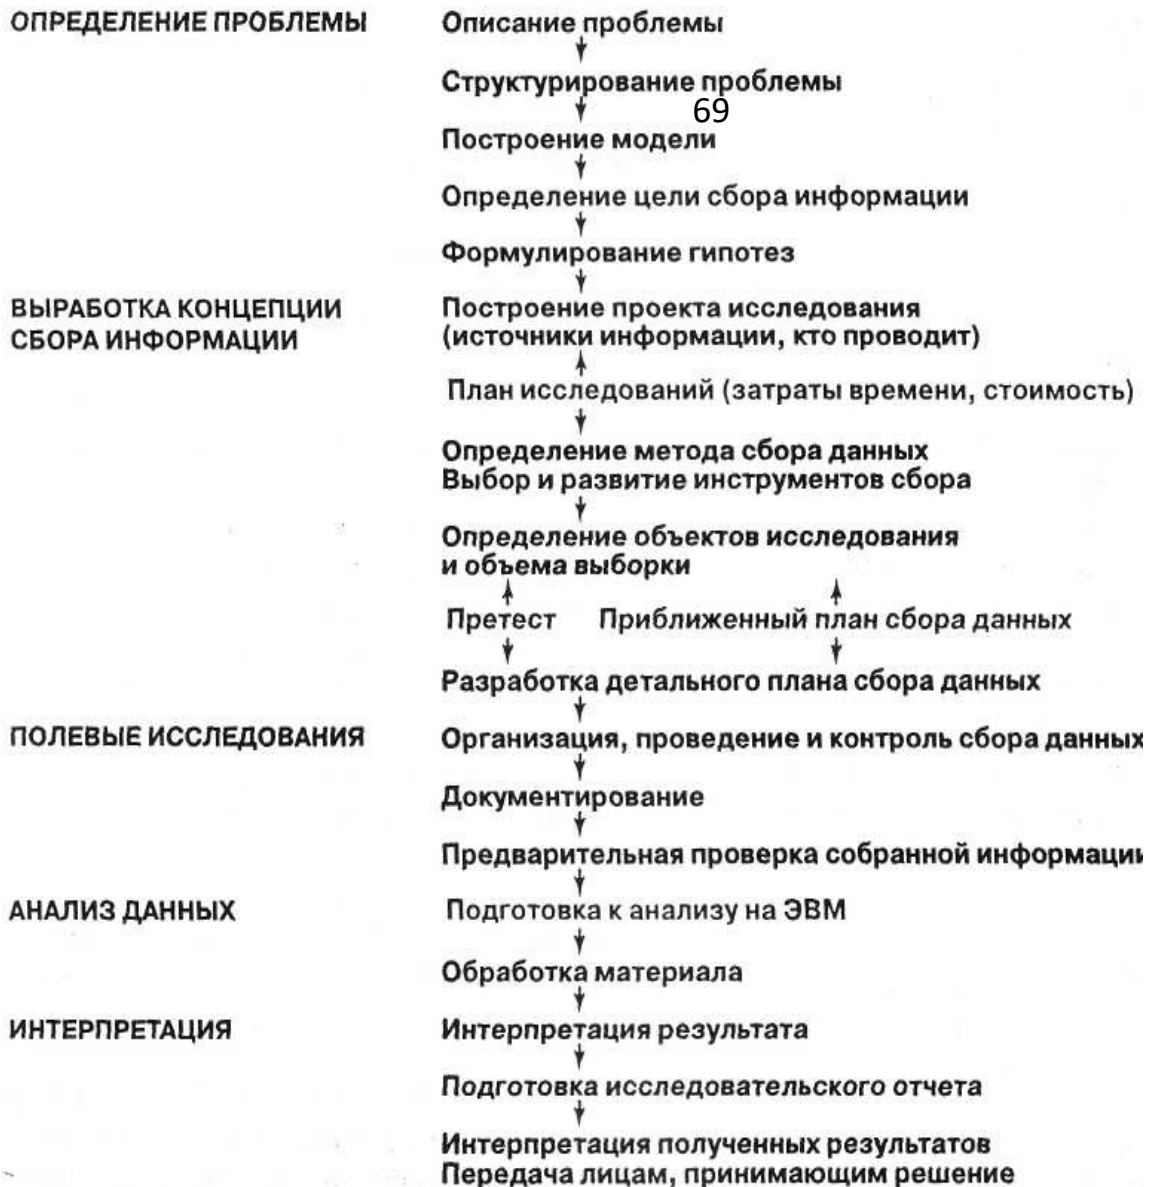 ОПРЕДЕЛЕНИЕ ПРОБЛЕМЫ Описание проблемы
Структурирование проблемы
69
Построение модели
Определение цели сбора информации
Формулирование гипотез
ВЫРАБОТКА КОНЦЕПЦИИ Построение проекта исследования
СБОРА ИНФОРМАЦИИ (источники информации, кто проводит)
План исследований (затраты времени, стоимость)
Определение метода сбора данных
Выбор и развитие инструментов сбора
Определение объектов исследования
и объема выборки
Претест Приближенный план сбора данных
Разработка детального плана сбора данных
ПОЛЕВЫЕ ИССЛЕДОВАНИЯ Организация, проведение и контроль сбора данных
Документирование
Предварительная проверка собранной информации
АНАЛИЗ ДАННЫХ Подготовка к анализу на ЭВМ
Обработка материала
ИНТЕРПРЕТАЦИЯ Интерпретация результата
Подготовка исследовательского отчета
Интерпретация полученных результатов
Передача лицам, принимающим решение